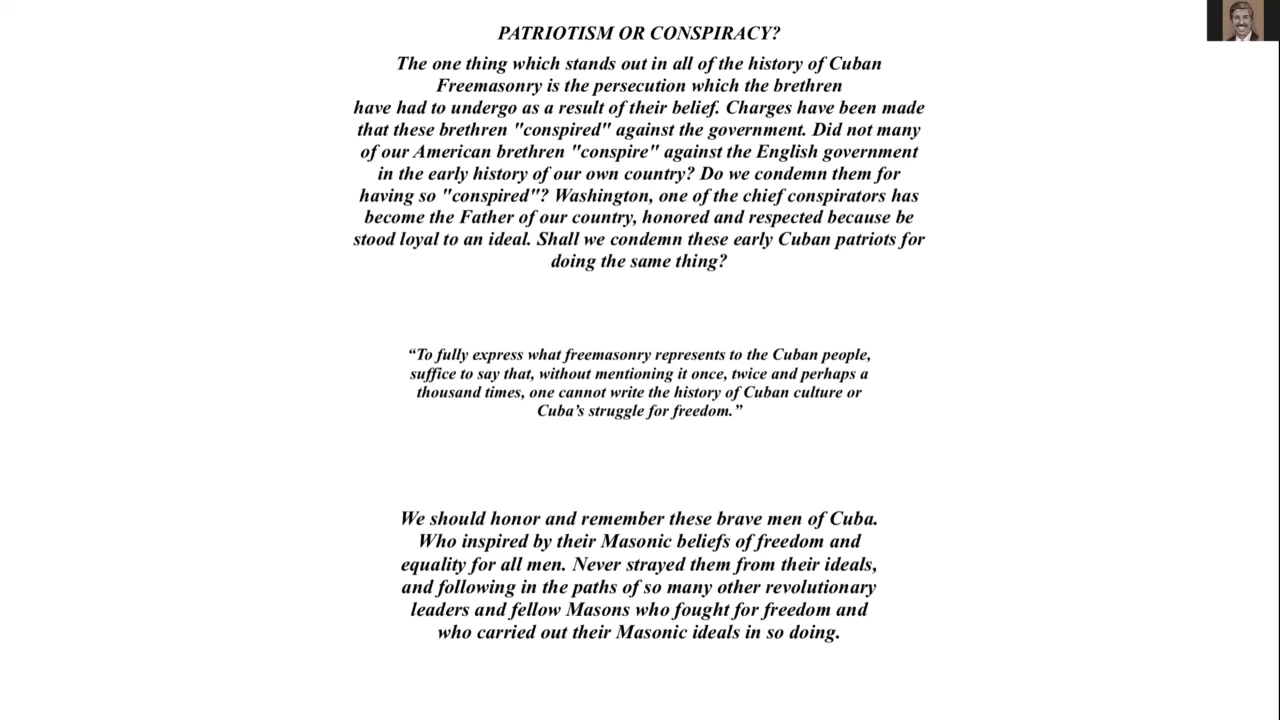 PATRIOTISM OR CONSPIRACY?
The one thing which stands out in all of the history of Cuban
Freemasonry is the persecution which the brethren
have had to undergo as a result of their belief. Charges have been made
that these brethren "conspired" against the government. Did not many
of our American brethren "conspire" against the English government
in the early history of our own country? Do we condemn them for
having so "conspired"? Washington, one of the chief conspirators has
become the Father of our country, honored and respected because be
stood loyal to an ideal. Shall we condemn these early Cuban patriots for
doing the same thing?
“To fully express what freemasonry represents to the Cuban people,
suffice to say that, without mentioning it once, twice and perhaps a
thousand times, one cannot write the history of Cuban culture or
Cuba’s struggle for freedom.”
We should honor and remember these brave men of Cuba.
Who inspired by their Masonic beliefs of freedom and
equality for all men. Never strayed them from their ideals,
and following in the paths of so many other revolutionary
leaders and fellow Masons who fought for freedom and
who carried out their Masonic ideals in so doing.